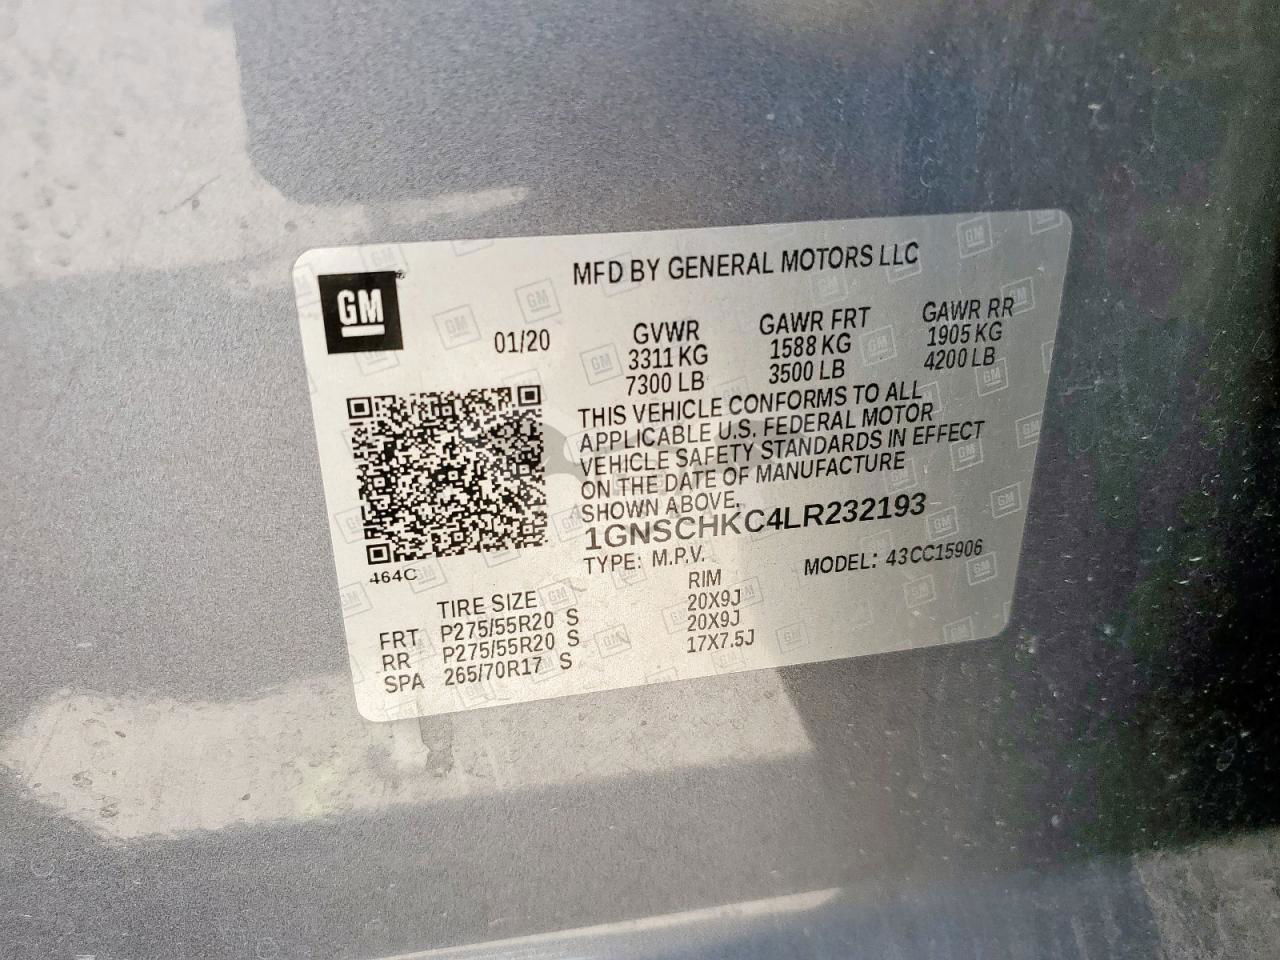 MFD BY GENERAL MOTORS LLC
GM
01/20
GVWR GAWR FRT GAWR RR
3311 KG 1588 KG 1905 KG
7300 LB 3500 LB 4200 LB
THIS VEHICLE CONFORMS TO ALL
APPLICABLE U.S. FEDERAL MOTOR
VEHICLE SAFETY STANDARDS IN EFFECT
ON THE DATE OF MANUFACTURE
SHOWN ABOVE.
1GNSCHKC4LR232193
TYPE: M.P.V. MODEL: 43CC15906
464C
TIRE SIZE RIM
FRT P275/55R20 S 20X9J
RR P275/55R20 S 20X9J
SPA 265/70R17 S 17X7.5J